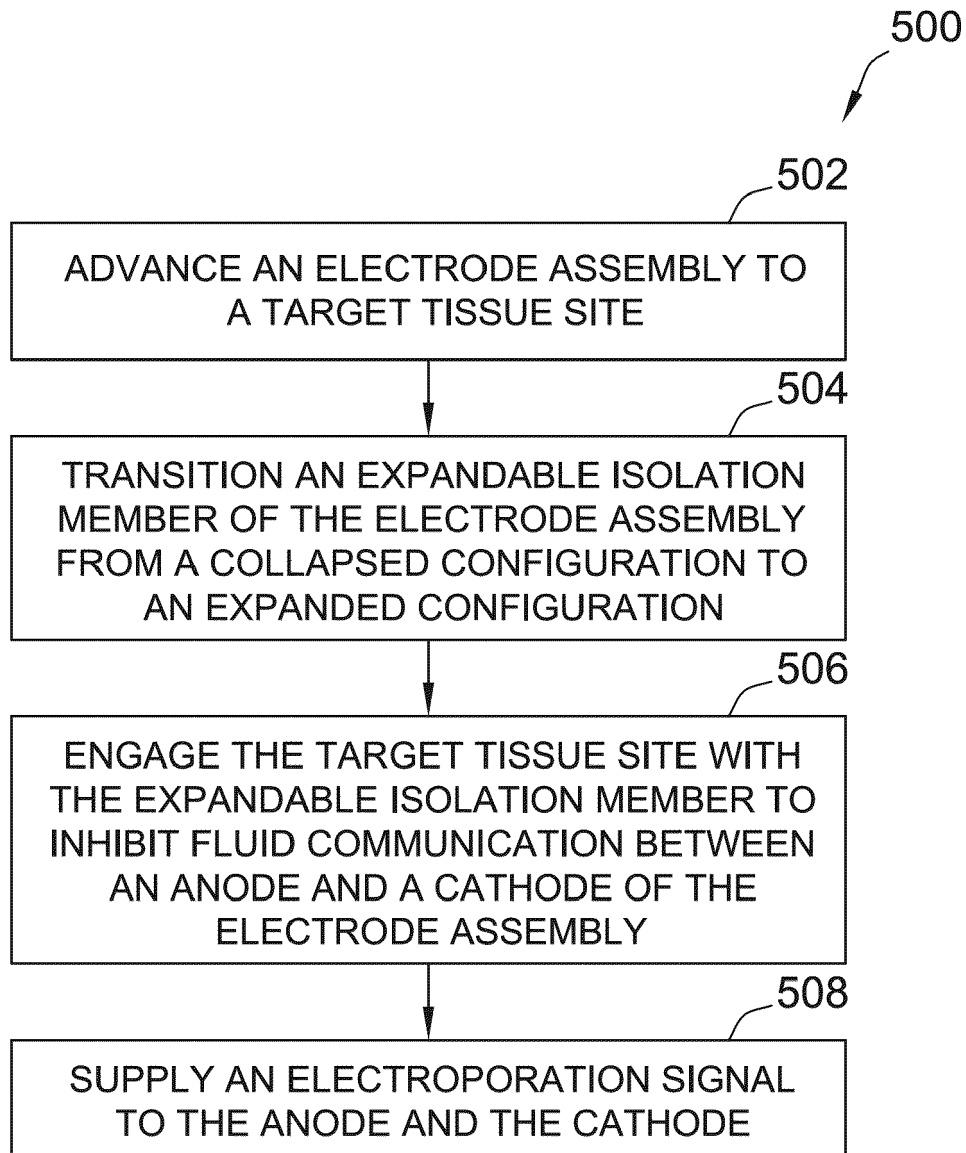 500
502
ADVANCE AN ELECTRODE ASSEMBLY TO
A TARGET TISSUE SITE
504
TRANSITION AN EXPANDABLE ISOLATION
MEMBER OF THE ELECTRODE ASSEMBLY
FROM A COLLAPSED CONFIGURATION TO
AN EXPANDED CONFIGURATION
506
ENGAGE THE TARGET TISSUE SITE WITH
THE EXPANDABLE ISOLATION MEMBER TO
INHIBIT FLUID COMMUNICATION BETWEEN
AN ANODE AND A CATHODE OF THE
ELECTRODE ASSEMBLY
508
SUPPLY AN ELECTROPORATION SIGNAL
TO THE ANODE AND THE CATHODE